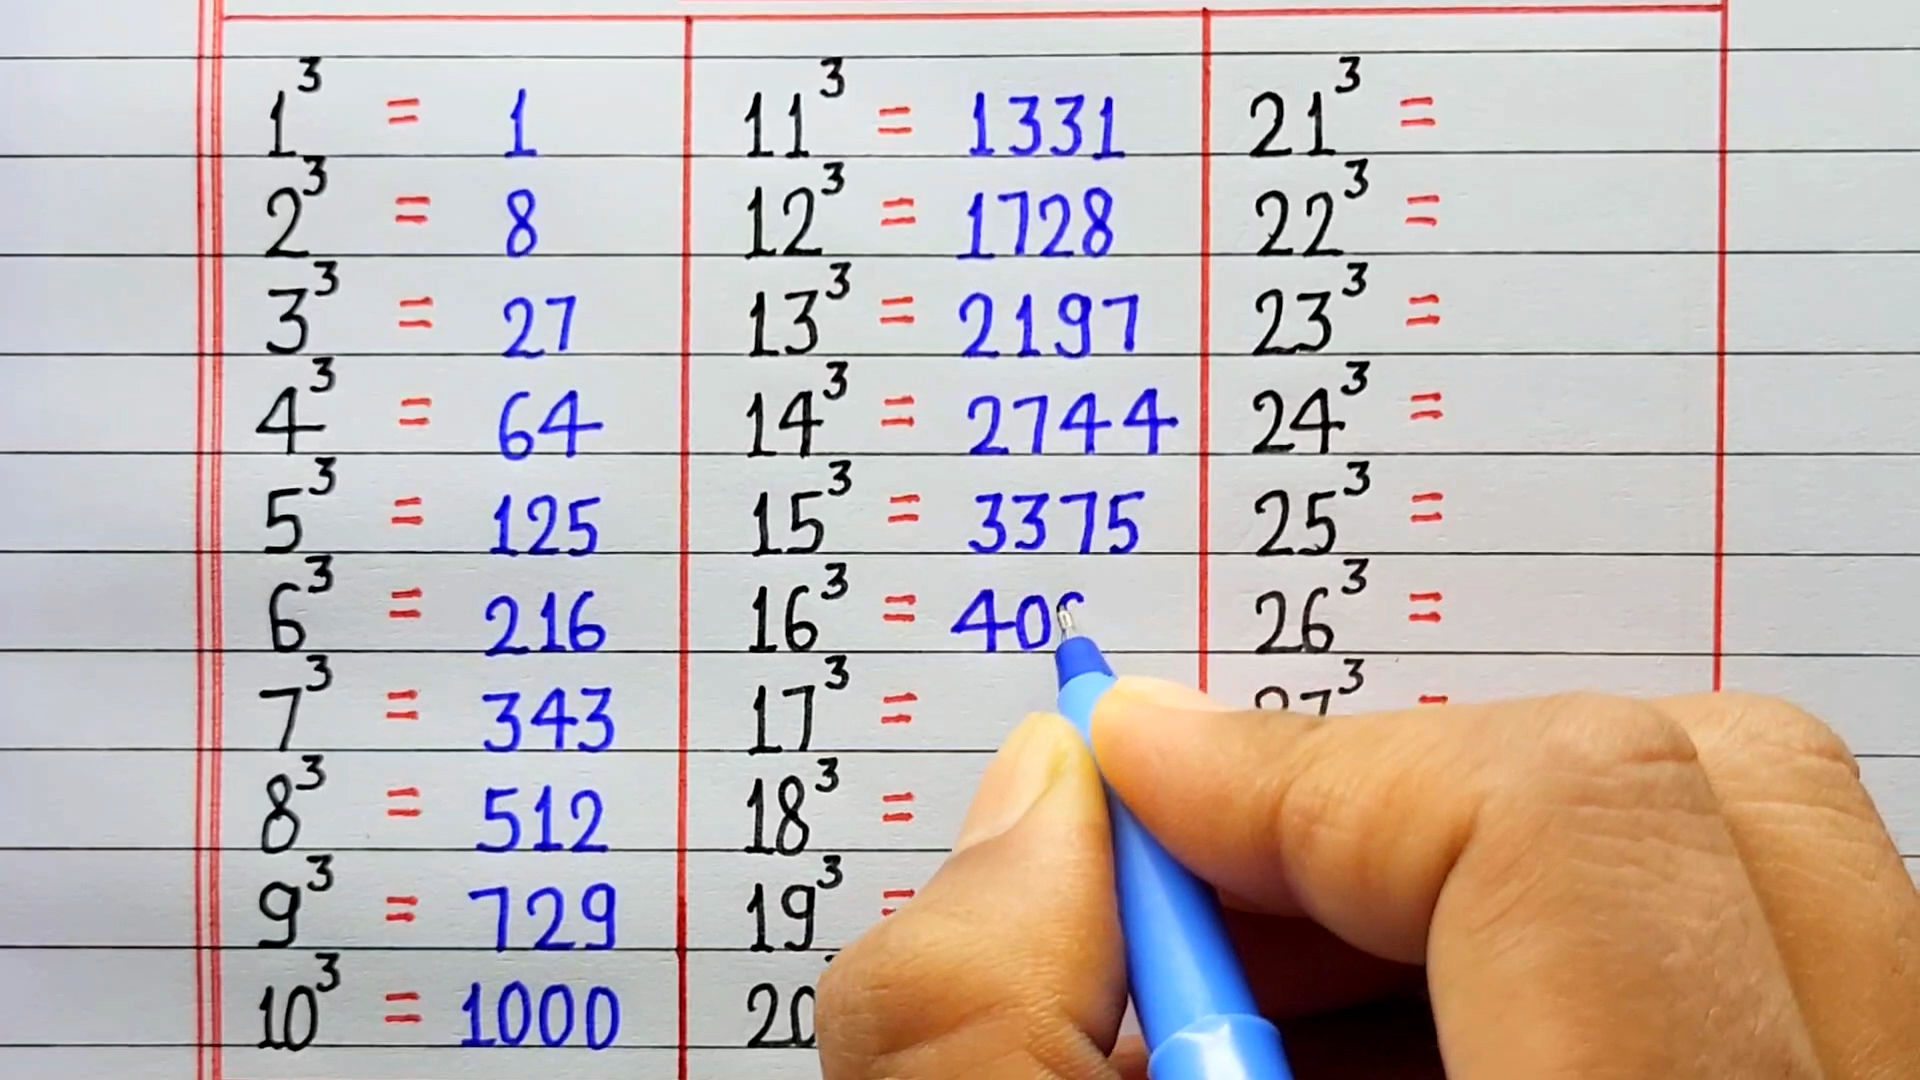 1³ = 1
2³ = 8
3³ = 27
4³ = 64
5³ = 125
6³ = 216
7³ = 343
8³ = 512
9³ = 729
10³ = 1000
11³ = 1331
12³ = 1728
13³ = 2197
14³ = 2744
15³ = 3375
16³ = 40
17³ =
18³ =
19³ =
20
21³ =
22³ =
23³ =
24³ =
25³ =
26³ =
27³ =